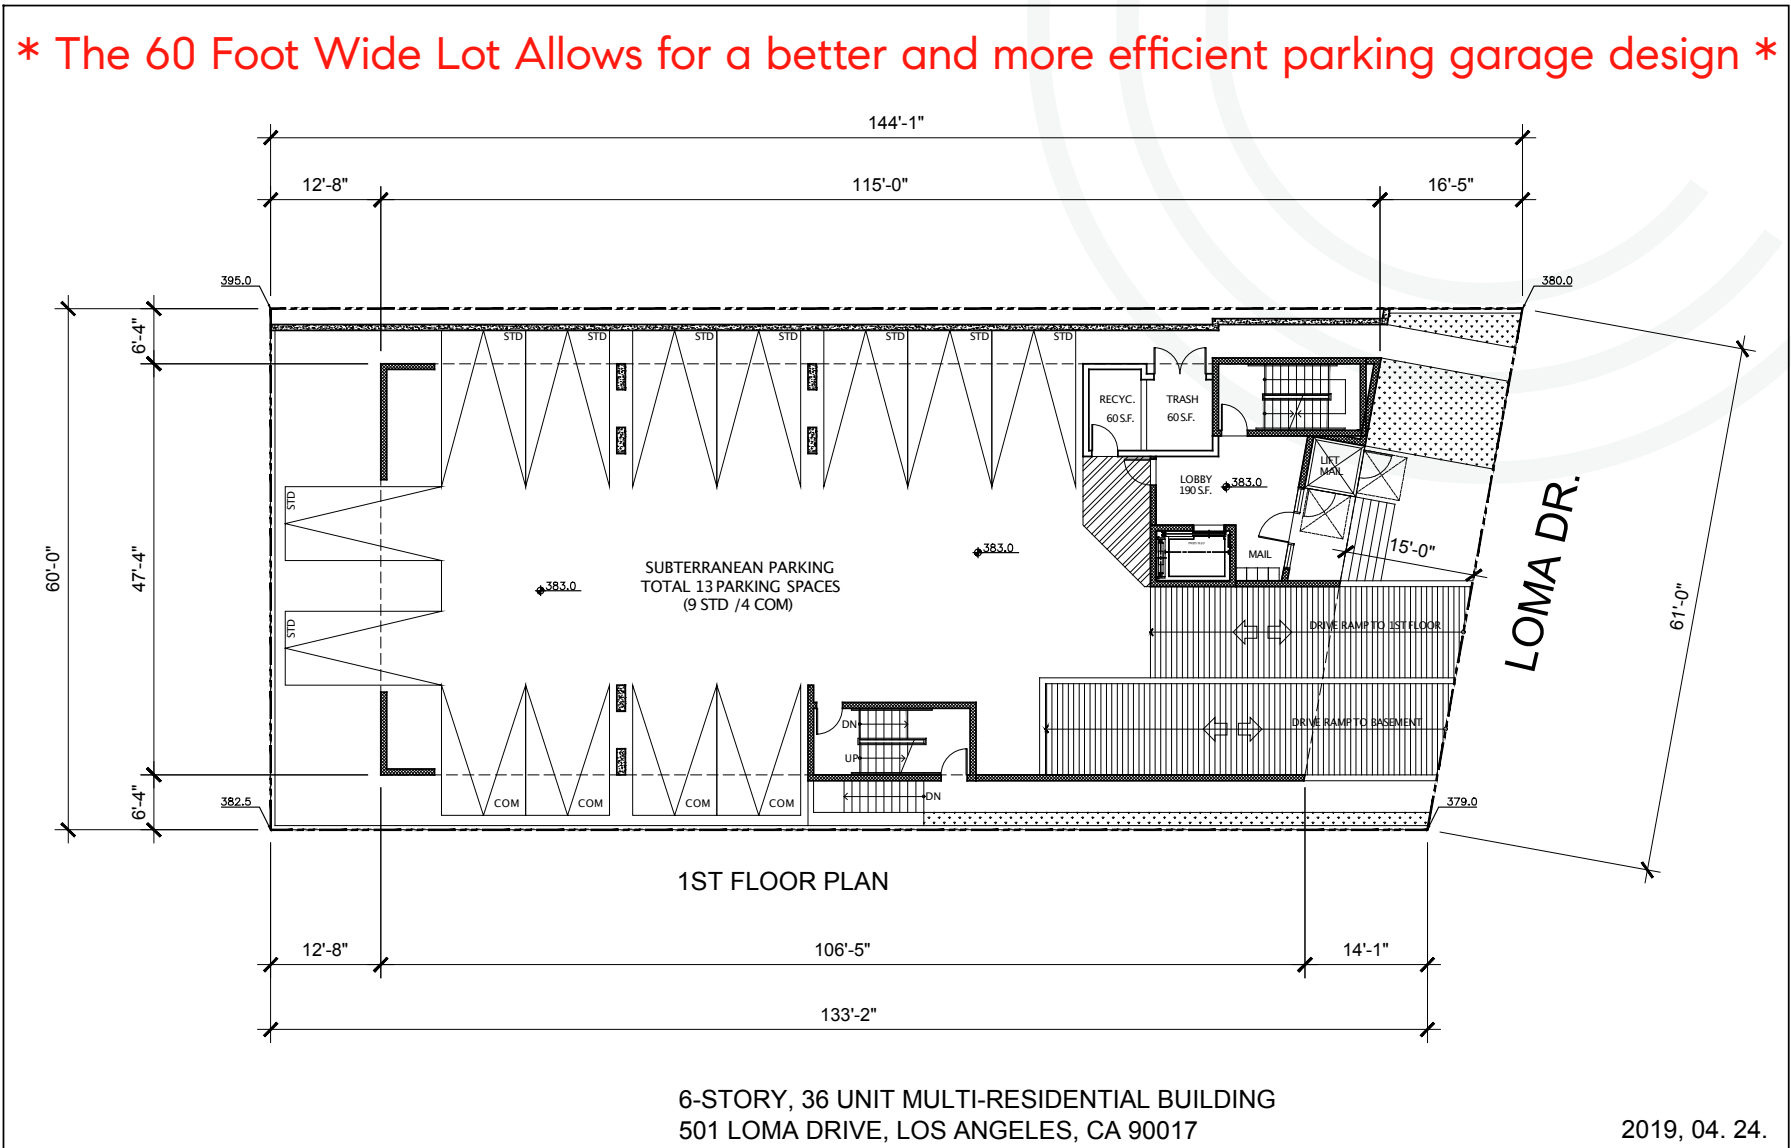 * The 60 Foot Wide Lot Allows for a better and more efficient parking garage design *
144'-1"
12'-8"
115'-0"
16'-5"
395.0
380.0
6'-4"
STD
STD
STD
STD
STD
STD
STD
RECYC.
60 S.F.
TRASH
60 S.F.
LIFT
MAIL
LOBBY
190 S.F.
383.0
STD
60'-0"
47'-4"
SUBTERRANEAN PARKING
TOTAL 13 PARKING SPACES
(9 STD / 4 COM)
383.0
383.0
MAIL
15'-0"
LOMA DR.
61'-0"
STD
DRIVE RAMP TO 1ST FLOOR
DN
UP
DRIVE RAMP TO BASEMENT
6'-4"
382.5
COM
COM
COM
COM
DN
379.0
1ST FLOOR PLAN
12'-8"
106'-5"
14'-1"
133'-2"
6-STORY, 36 UNIT MULTI-RESIDENTIAL BUILDING
501 LOMA DRIVE, LOS ANGELES, CA 90017
2019, 04. 24.